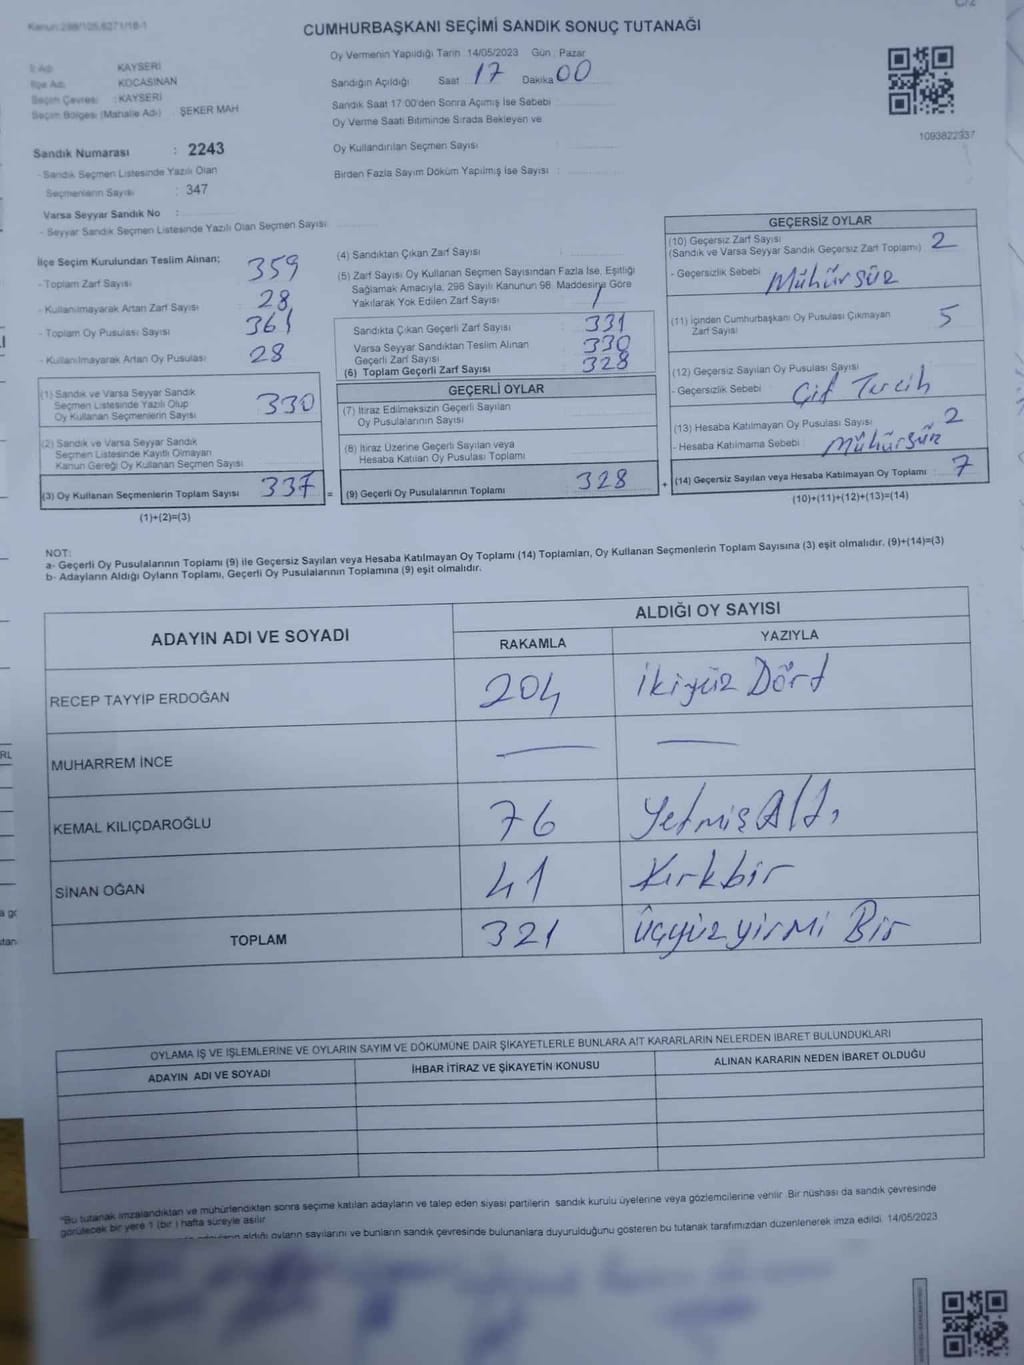 Kanun:298/105,6271/18-1
C/2
CUMHURBAŞKANI SEÇİMİ SANDIK SONUÇ TUTANAĞI
İl Adı : KAYSERİ
İlçe Adı : KOCASİNAN
Seçim Çevresi : KAYSERİ
Seçim Bölgesi (Mahalle Adı) : ŞEKER MAH
Sandık Numarası : 2243
- Sandık Seçmen Listesinde Yazılı Olan
Seçmenlerin Sayısı : 347
Varsa Seyyar Sandık No :
- Seyyar Sandık Seçmen Listesinde Yazılı Olan Seçmen Sayısı:
Oy Vermenin Yapıldığı Tarih : 14/05/2023 Gün : Pazar
Sandığın Açıldığı Saat 17 Dakika 00
Sandık Saat 17:00'den Sonra Açımış İse Sebebi
Oy Verme Saati Bitiminde Sırada Bekleyen ve
Oy Kullandırılan Seçmen Sayısı :
Birden Fazla Sayım Döküm Yapılmış İse Sayısı :
1093822337
İlçe Seçim Kurulundan Teslim Alınan;
- Toplam Zarf Sayısı 359
- Kullanılmayarak Artan Zarf Sayısı 28
- Toplam Oy Pusulası Sayısı 361
- Kullanılmayarak Artan Oy Pusulası 28
(1) Sandık ve Varsa Seyyar Sandık
Seçmen Listesinde Yazılı Olup
Oy Kullanan Seçmenlerin Sayısı 330
(2) Sandık ve Varsa Seyyar Sandık
Seçmen Listesinde Kayıtlı Olmayan
Kanun Gereği Oy Kullanan Seçmen Sayısı
(3) Oy Kullanan Seçmenlerin Toplam Sayısı 337 =
(1)+(2)=(3)
(4) Sandıktan Çıkan Zarf Sayısı :
(5) Zarf Sayısı Oy Kullanan Seçmen Sayısından Fazla İse, Eşitliği
Sağlamak Amacıyla, 298 Sayılı Kanunun 98. Maddesine Göre
Yakılarak Yok Edilen Zarf Sayısı :
Sandıkta Çıkan Geçerli Zarf Sayısı : 331
Varsa Seyyar Sandıktan Teslim Alınan
Geçerli Zarf Sayısı : 330
(6) Toplam Geçerli Zarf Sayısı : 328
GEÇERLİ OYLAR
(7) İtiraz Edilmeksizin Geçerli Sayılan
Oy Pusulalarının Sayısı
(8) İtiraz Üzerine Geçerli Sayılan veya
Hesaba Katılan Oy Pusulası Toplamı
(9) Geçerli Oy Pusulalarının Toplamı 328 +
GEÇERSİZ OYLAR
(10) Geçersiz Zarf Sayısı
(Sandık ve Varsa Seyyar Sandık Geçersiz Zarf Toplamı) : 2
- Geçersizlik Sebebi : Mühürsüz
(11) İçinden Cumhurbaşkanı Oy Pusulası Çıkmayan
Zarf Sayısı : 5
(12) Geçersiz Sayılan Oy Pusulası Sayısı :
- Geçersizlik Sebebi : Çif Tercih
(13) Hesaba Katılmayan Oy Pusulası Sayısı : 2
- Hesaba Katılmama Sebebi : Mühürsüz
(14) Geçersiz Sayılan veya Hesaba Katılmayan Oy Toplamı : 7
(10)+(11)+(12)+(13)=(14)
NOT:
a- Geçerli Oy Pusulalarının Toplamı (9) ile Geçersiz Sayılan veya Hesaba Katılmayan Oy Toplamı (14) Toplamları, Oy Kullanan Seçmenlerin Toplam Sayısına (3) eşit olmalıdır. (9)+(14)=(3)
b- Adayların Aldığı Oyların Toplamı, Geçerli Oy Pusulalarının Toplamına (9) eşit olmalıdır.
ADAYIN ADI VE SOYADI
ALDIĞI OY SAYISI
RAKAMLA YAZIYLA
RECEP TAYYİP ERDOĞAN 204 İkiyüz Dört
MUHARREM İNCE — —
KEMAL KILIÇDAROĞLU 76 Yetmiş Altı
SİNAN OĞAN 41 Kırkbir
TOPLAM 321 Üçyüzyirmi Bir
OYLAMA İŞ VE İŞLEMLERİNE VE OYLARIN SAYIM VE DÖKÜMÜNE DAİR ŞİKAYETLERLE BUNLARA AİT KARARLARIN NELERDEN İBARET BULUNDUKLARI
ADAYIN ADI VE SOYADI İHBAR İTİRAZ VE ŞİKAYETİN KONUSU ALINAN KARARIN NEDEN İBARET OLDUĞU
"Bu tutanak imzalandıktan ve mühürlendikten sonra seçime katılan adayların ve talep eden siyasi partilerin sandık kurulu üyelerine veya gözlemcilerine verilir. Bir nüshası da sandık çevresinde
görülecek bir yere 1 (bir ) hafta süreyle asılır
aldığı oyların sayılarını ve bunların sandık çevresinde bulunanlara duyurulduğunu gösteren bu tutanak tarafımızdan düzenlenerek imza edildi. 14/05/2023